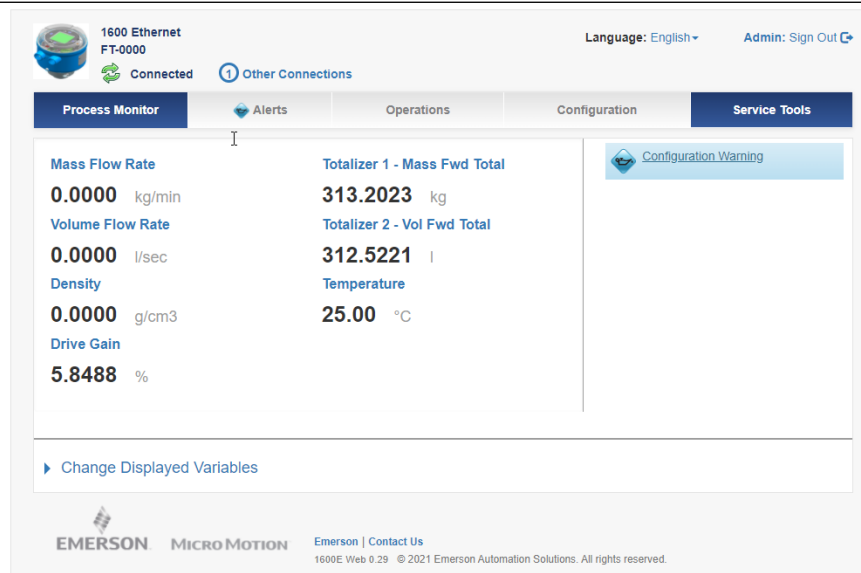 1600 Ethernet
FT-0000
Connected
1 Other Connections
Language: English
Admin: Sign Out
Process Monitor
Alerts
Operations
Configuration
Service Tools
Mass Flow Rate
0.0000 kg/min
Volume Flow Rate
0.0000 l/sec
Density
0.0000 g/cm3
Drive Gain
5.8488 %
Totalizer 1 - Mass Fwd Total
313.2023 kg
Totalizer 2 - Vol Fwd Total
312.5221 l
Temperature
25.00 °C
Configuration Warning
Change Displayed Variables
EMERSON
MICRO MOTION
Emerson | Contact Us
1600E Web 0.29 © 2021 Emerson Automation Solutions. All rights reserved.